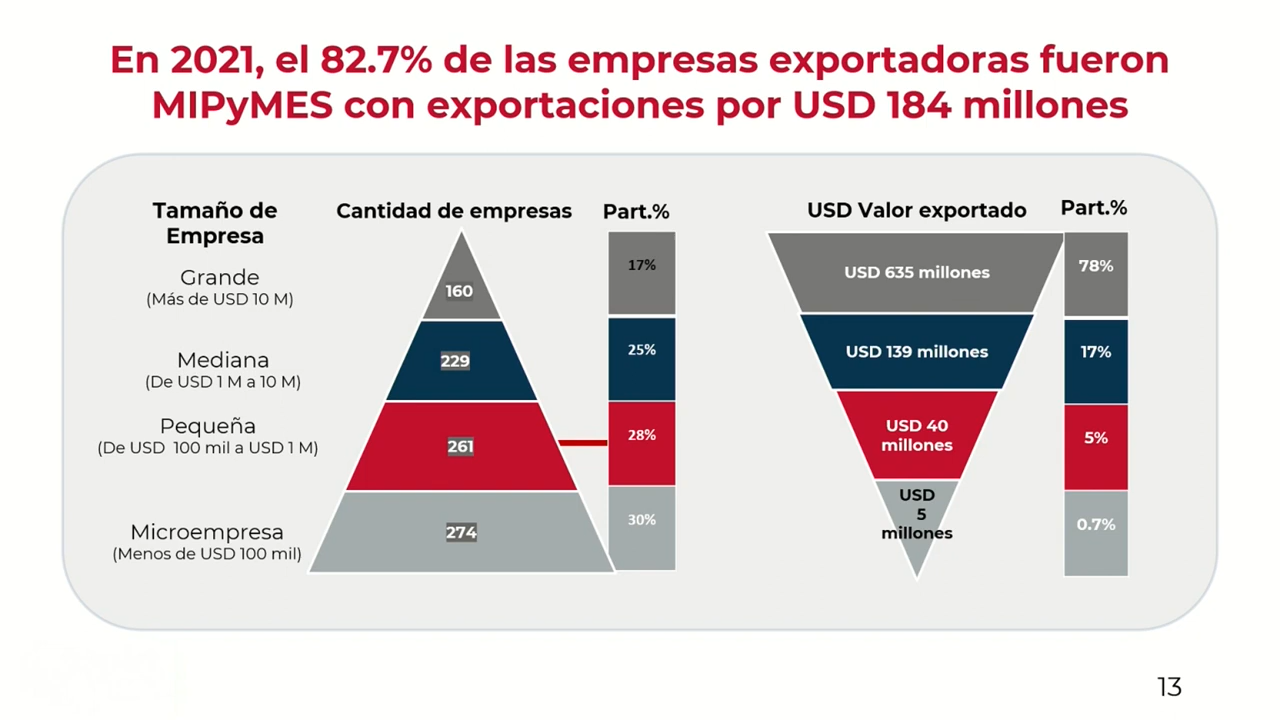 En 2021, el 82.7% de las empresas exportadoras fueron
MIPyMES con exportaciones por USD 184 millones
Tamaño de
Empresa
Cantidad de empresas
Part.%
USD Valor exportado
Part.%
Grande
(Más de USD 10 M)
160
17%
USD 635 millones
78%
Mediana
(De USD 1 M a 10 M)
229
25%
USD 139 millones
17%
Pequeña
(De USD  100 mil a USD 1 M)
261
28%
USD 40
millones
5%
Microempresa
(Menos de USD 100 mil)
274
30%
USD
5
millones
0.7%
13